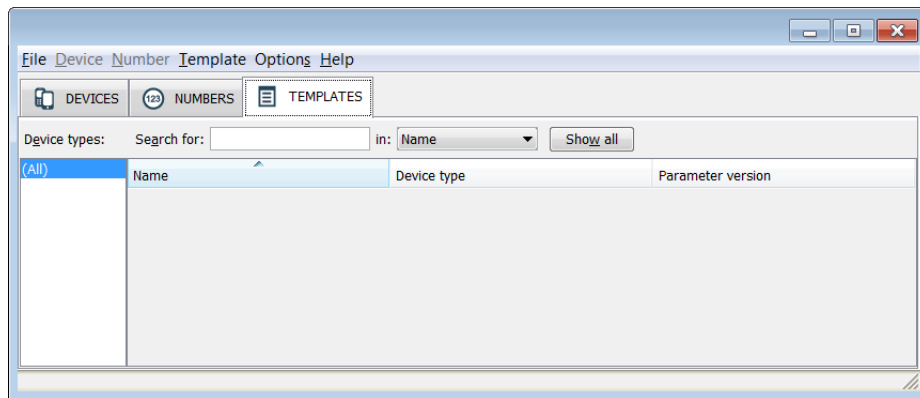 File Device Number Template Options Help
DEVICES 123 NUMBERS TEMPLATES
Device types: Search for: in: Name Show all
(All) Name Device type Parameter version